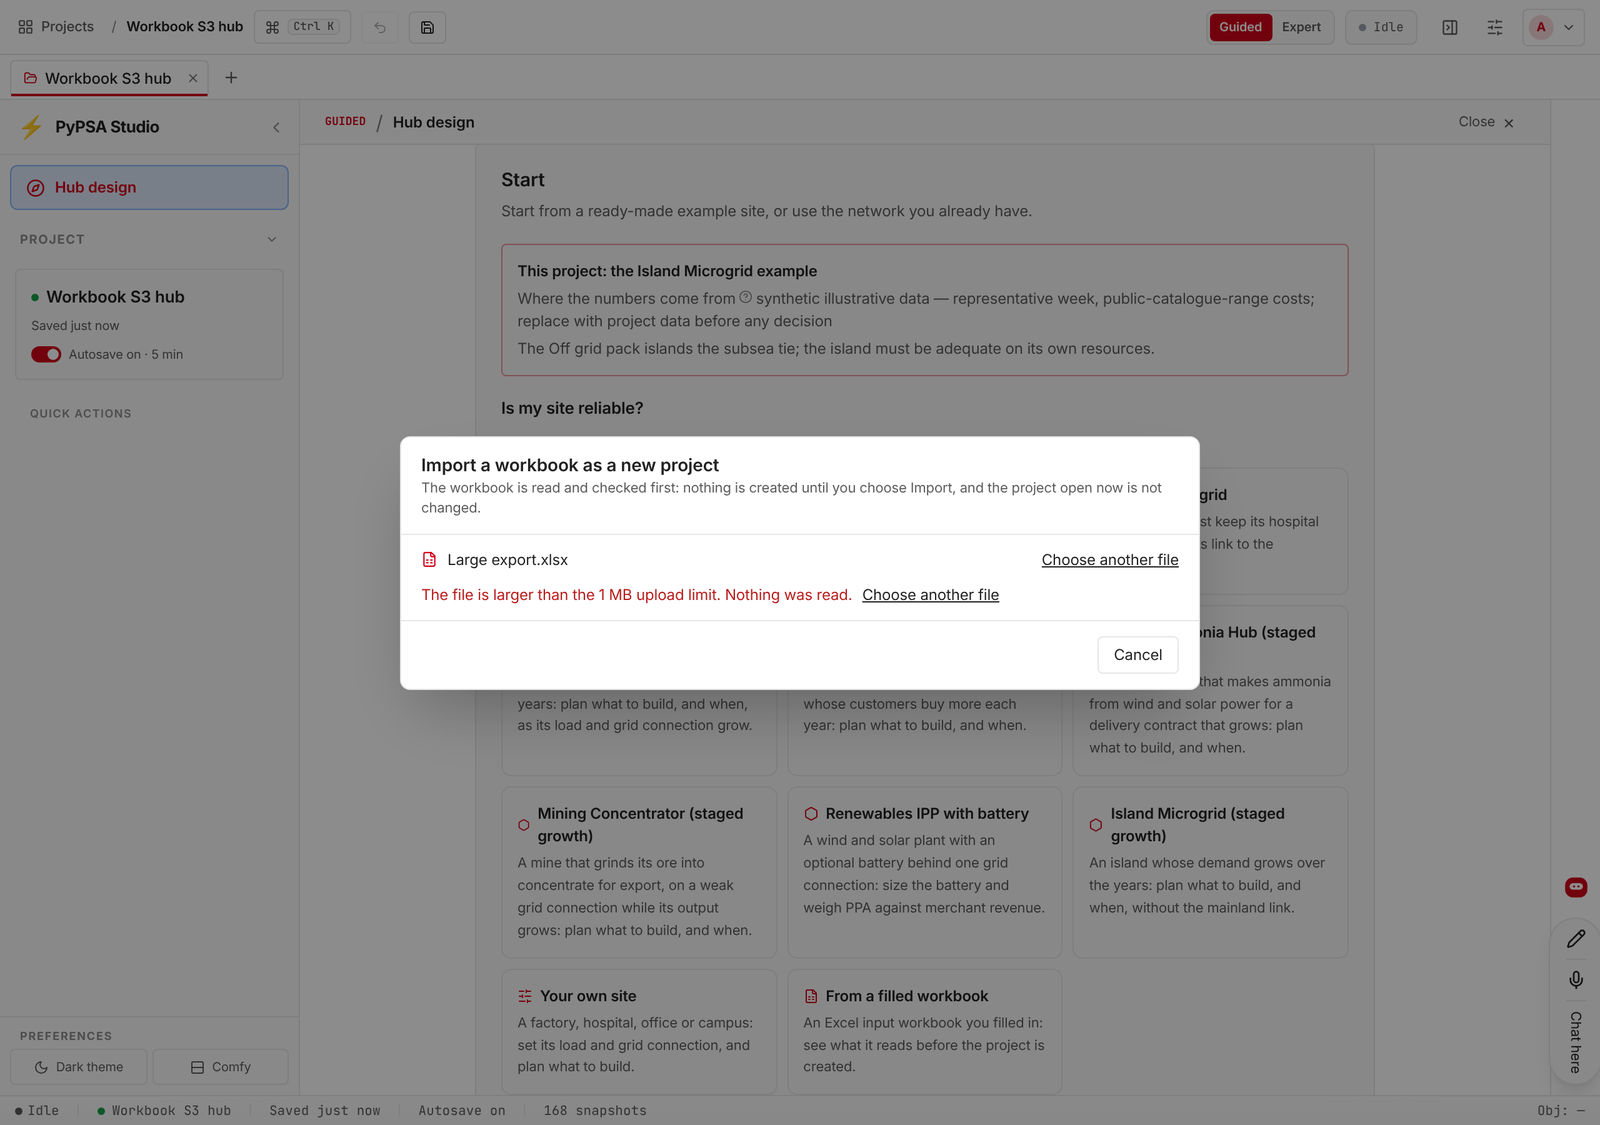 Projects / Workbook S3 hub Ctrl K
Guided Expert Idle A
Workbook S3 hub
PyPSA Studio
GUIDED / Hub design
Close
Hub design
PROJECT
Workbook S3 hub
Saved just now
Autosave on · 5 min
QUICK ACTIONS
Start
Start from a ready-made example site, or use the network you already have.
This project: the Island Microgrid example
Where the numbers come from ? synthetic illustrative data — representative week, public-catalogue-range costs;
replace with project data before any decision
The Off grid pack islands the subsea tie; the island must be adequate on its own resources.
Is my site reliable?
Import a workbook as a new project
The workbook is read and checked first: nothing is created until you choose Import, and the project open now is not
changed.
Large export.xlsx
Choose another file
The file is larger than the 1 MB upload limit. Nothing was read. Choose another file
Cancel
grid
st keep its hospital
s link to the
years: plan what to build, and when,
as its load and grid connection grow.
whose customers buy more each
year: plan what to build, and when.
nia Hub (staged
that makes ammonia
from wind and solar power for a
delivery contract that grows: plan
what to build, and when.
Mining Concentrator (staged
growth)
A mine that grinds its ore into
concentrate for export, on a weak
grid connection while its output
grows: plan what to build, and when.
Renewables IPP with battery
A wind and solar plant with an
optional battery behind one grid
connection: size the battery and
weigh PPA against merchant revenue.
Island Microgrid (staged
growth)
An island whose demand grows over
the years: plan what to build, and
when, without the mainland link.
Your own site
A factory, hospital, office or campus:
set its load and grid connection, and
plan what to build.
From a filled workbook
An Excel input workbook you filled in:
see what it reads before the project is
created.
Chat here
PREFERENCES
Dark theme
Comfy
Idle Workbook S3 hub Saved just now Autosave on 168 snapshots
Obj: —